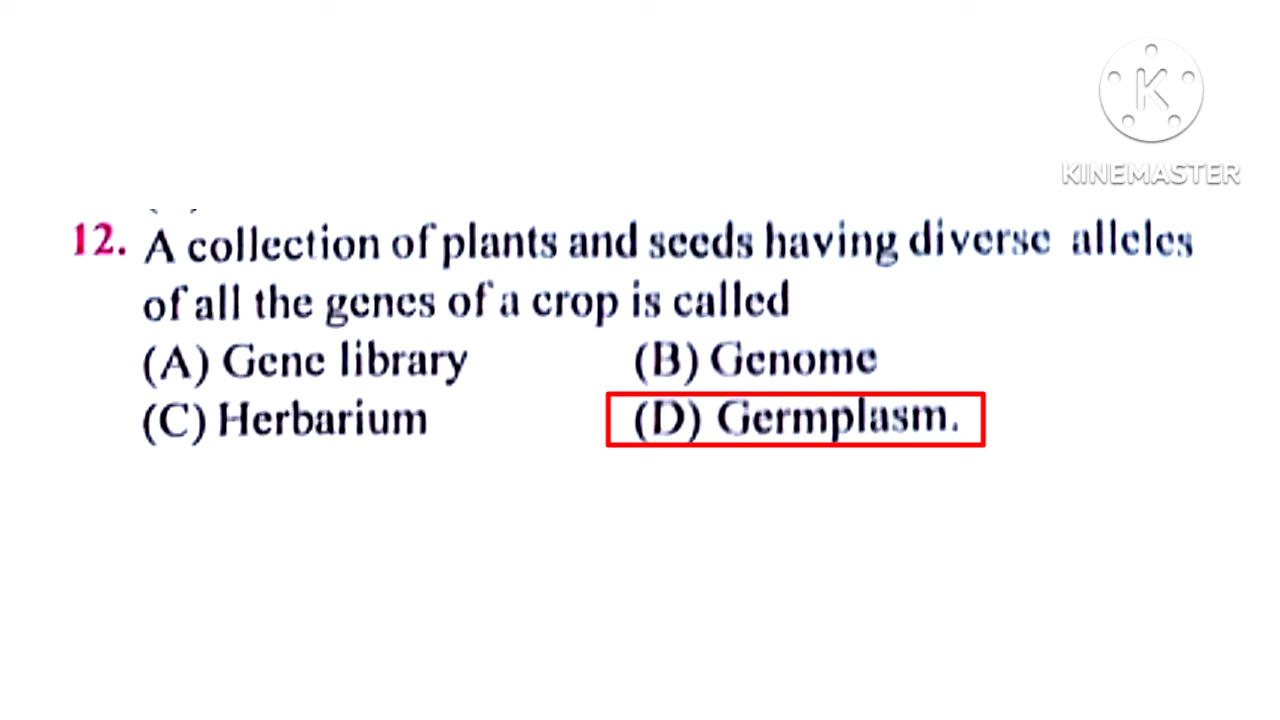 KINEMASTER
12. A collection of plants and seeds having diverse alleles
of all the genes of a crop is called
(A) Gene library (B) Genome
(C) Herbarium (D) Germplasm.